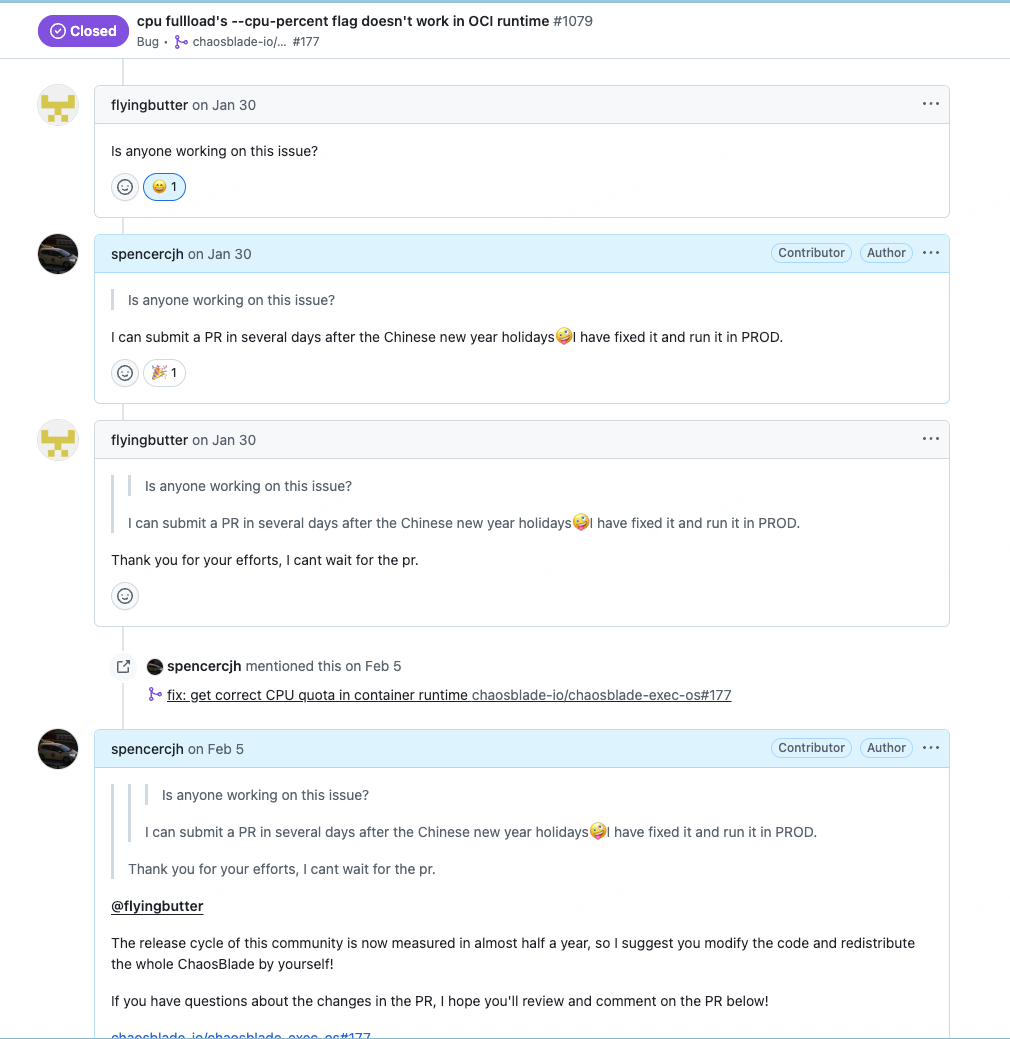 Closed
cpu fullload's --cpu-percent flag doesn't work in OCI runtime #1079
Bug · chaosblade-io/... #177
flyingbutter on Jan 30
Is anyone working on this issue?
😄 1
spencercjh on Jan 30 Contributor Author
Is anyone working on this issue?
I can submit a PR in several days after the Chinese new year holidays🤪I have fixed it and run it in PROD.
🎉 1
flyingbutter on Jan 30
Is anyone working on this issue?
I can submit a PR in several days after the Chinese new year holidays🤪I have fixed it and run it in PROD.
Thank you for your efforts, I cant wait for the pr.
spencercjh mentioned this on Feb 5
fix: get correct CPU quota in container runtime chaosblade-io/chaosblade-exec-os#177
spencercjh on Feb 5 Contributor Author
Is anyone working on this issue?
I can submit a PR in several days after the Chinese new year holidays🤪I have fixed it and run it in PROD.
Thank you for your efforts, I cant wait for the pr.
@flyingbutter
The release cycle of this community is now measured in almost half a year, so I suggest you modify the code and redistribute
the whole ChaosBlade by yourself!
If you have questions about the changes in the PR, I hope you'll review and comment on the PR below!
chaosblade-io/chaosblade-exec-os#177